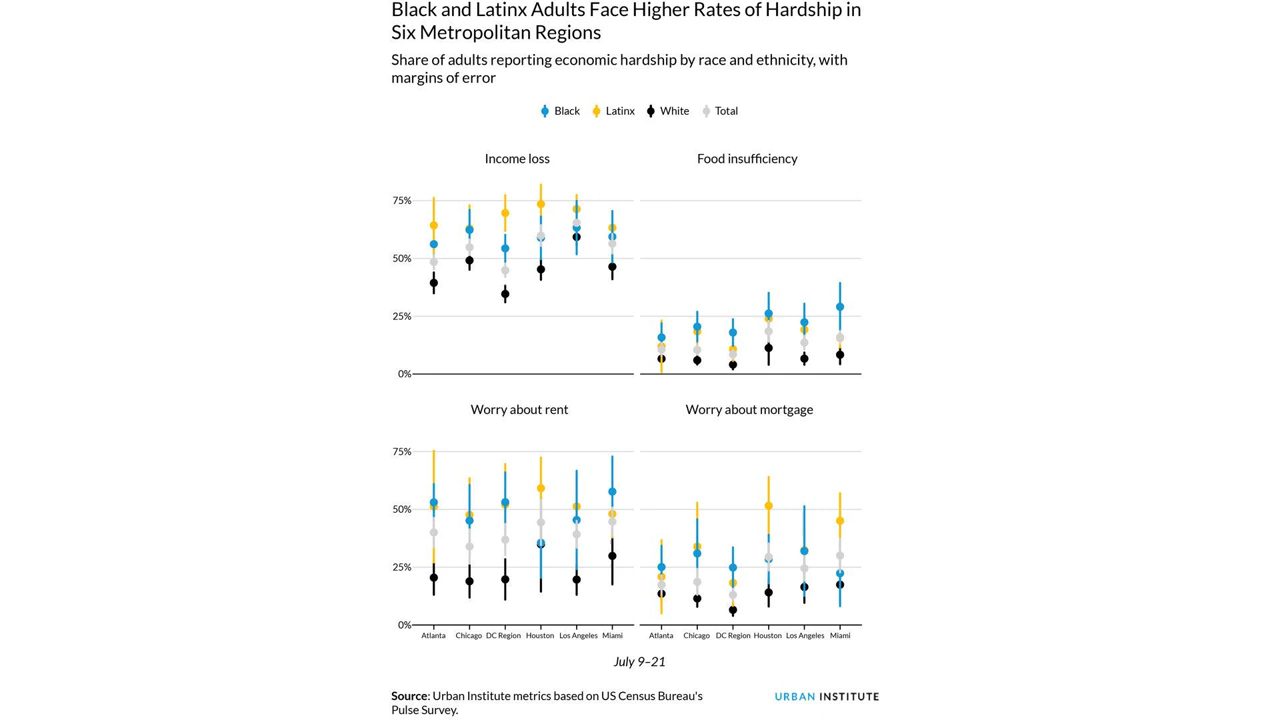 Black and Latinx Adults Face Higher Rates of Hardship in
Six Metropolitan Regions
Share of adults reporting economic hardship by race and ethnicity, with
margins of error
Black Latinx White Total
Income loss Food insufficiency
75%
50%
25%
0%
Worry about rent Worry about mortgage
75%
50%
25%
0%
Atlanta Chicago DC Region Houston Los Angeles Miami Atlanta Chicago DC Region Houston Los Angeles Miami
July 9–21
Source: Urban Institute metrics based on US Census Bureau's
Pulse Survey.
URBAN INSTITUTE